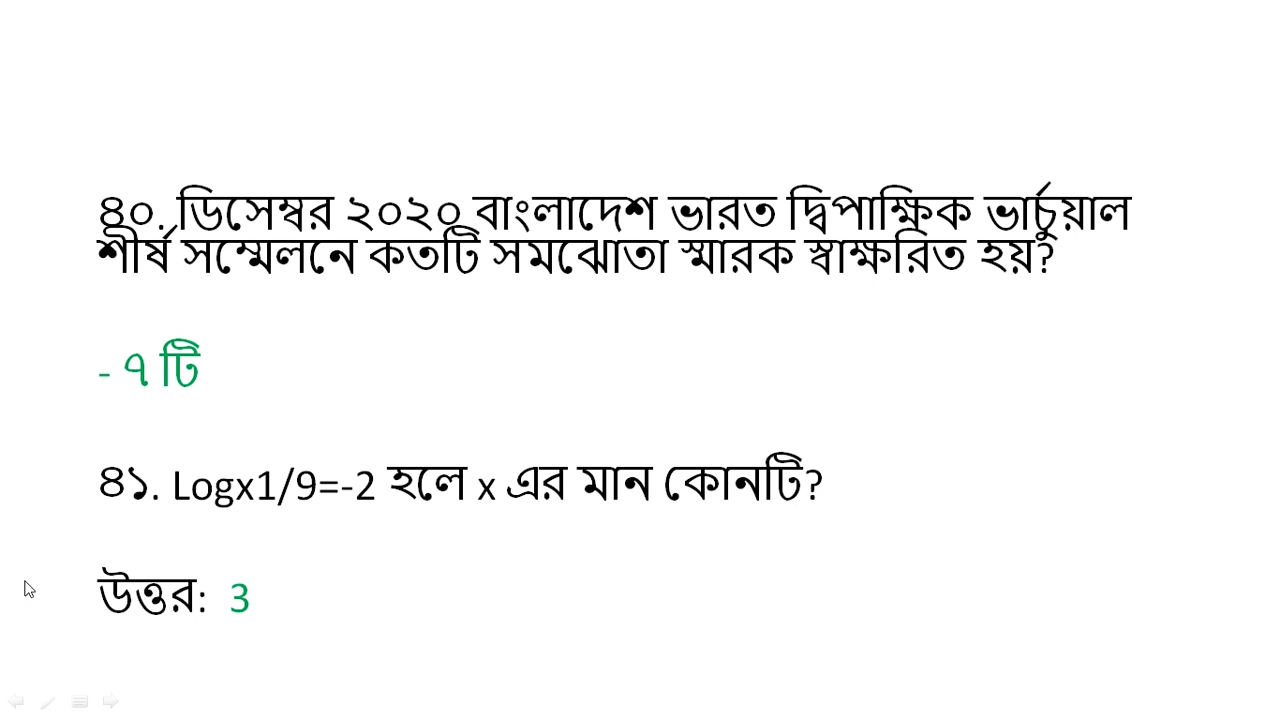 ৪০. ডিসেম্বর ২০২০ বাংলাদেশ ভারত দ্বিপাক্ষিক ভার্চুয়াল
শীর্ষ সম্মেলনে কতটি সমঝোতা স্মারক স্বাক্ষরিত হয়?
- ৭ টি
৪১. Logx1/9=-2 হলে x এর মান কোনটি?
উত্তর: 3